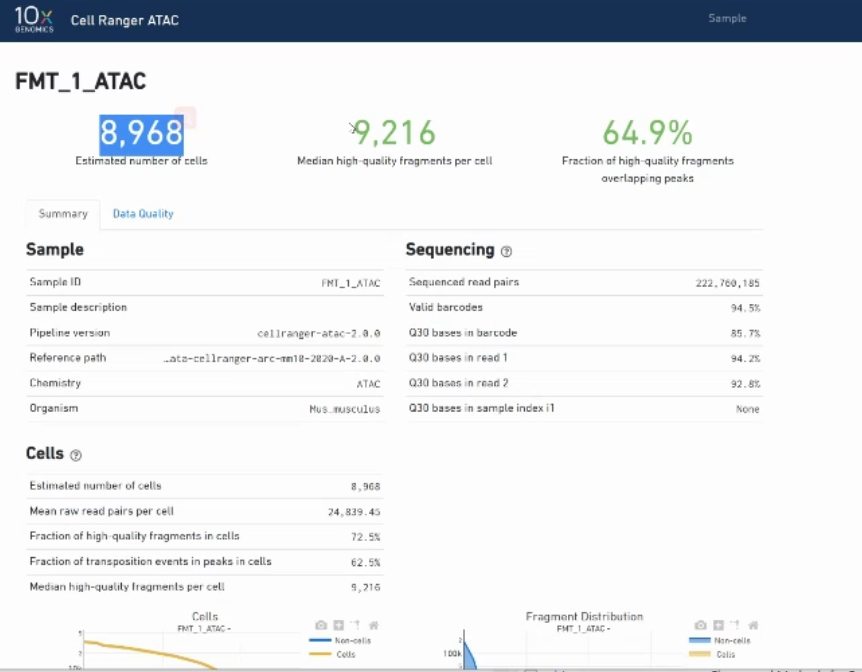 10x
GENOMICS
Cell Ranger ATAC
Sample
FMT_1_ATAC
8,968
Estimated number of cells
9,216
Median high-quality fragments per cell
64.9%
Fraction of high-quality fragments
overlapping peaks
Summary
Data Quality
Sample
Sample ID FMT_1_ATAC
Sample description
Pipeline version cellranger-atac-2.0.0
Reference path …ata-cellranger-arc-mm10-2020-A-2.0.0
Chemistry ATAC
Organism Mus_musculus
Sequencing ?
Sequenced read pairs 222,760,185
Valid barcodes 94.5%
Q30 bases in barcode 85.7%
Q30 bases in read 1 94.2%
Q30 bases in read 2 92.8%
Q30 bases in sample index i1 None
Cells ?
Estimated number of cells 8,968
Mean raw read pairs per cell 24,839.45
Fraction of high-quality fragments in cells 72.5%
Fraction of transposition events in peaks in cells 62.5%
Median high-quality fragments per cell 9,216
Cells
FMT_1_ATAC -
Non-cells
Cells
5
2
10k
Fragment Distribution
FMT_1_ATAC -
Non-cells
Cells
2
100k